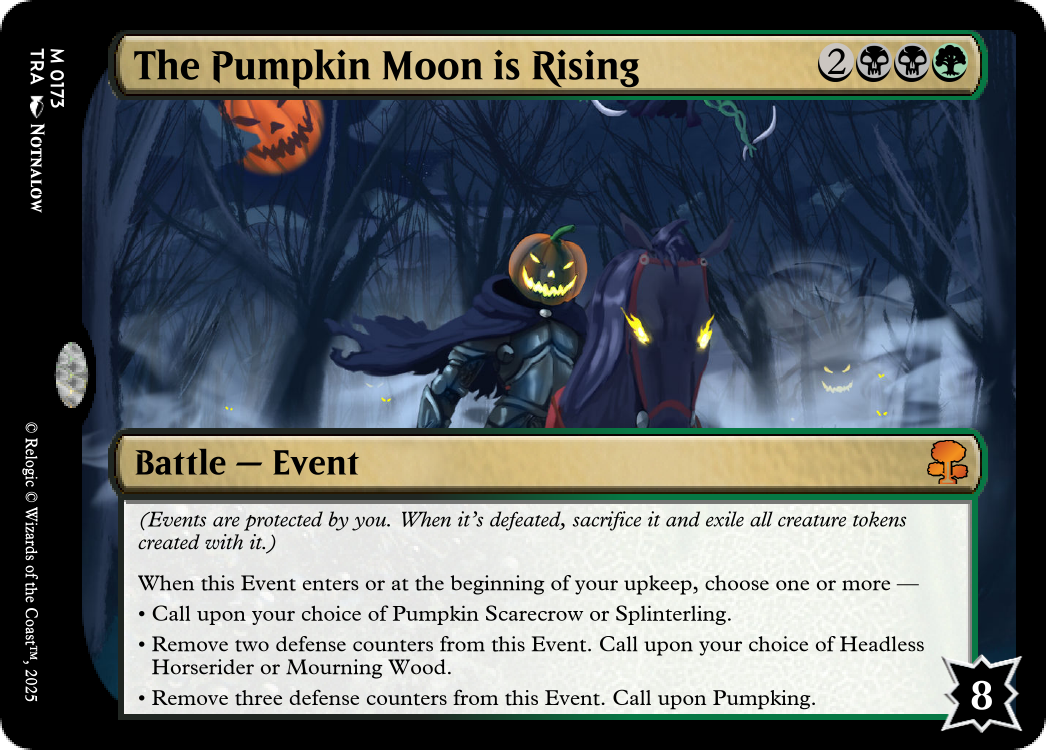 The Pumpkin Moon is Rising
2
Battle — Event
(Events are protected by you. When it's defeated, sacrifice it and exile all creature tokens
created with it.)
When this Event enters or at the beginning of your upkeep, choose one or more —
• Call upon your choice of Pumpkin Scarecrow or Splinterling.
• Remove two defense counters from this Event. Call upon your choice of Headless
Horserider or Mourning Wood.
• Remove three defense counters from this Event. Call upon Pumpking.
8
M 0173
TRA Notnalow
© Relogic © Wizards of the Coast™, 2025